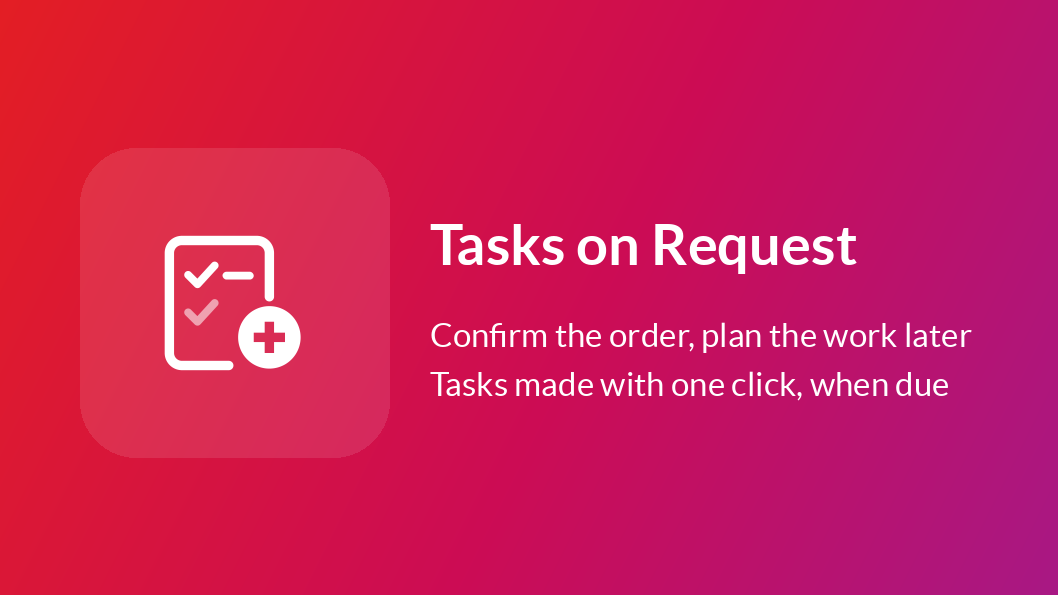 Tasks on Request
Confirm the order, plan the work later
Tasks made with one click, when due